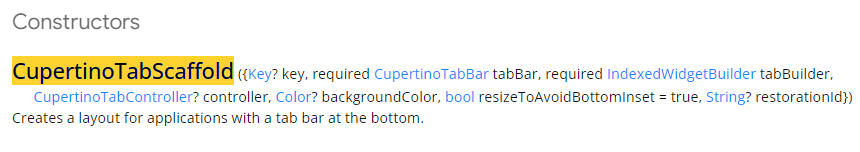 Constructors
CupertinoTabScaffold ({Key? key, required CupertinoTabBar tabBar, required IndexedWidgetBuilder tabBuilder,
CupertinoTabController? controller, Color? backgroundColor, bool resizeToAvoidBottomInset = true, String? restorationId})
Creates a layout for applications with a tab bar at the bottom.